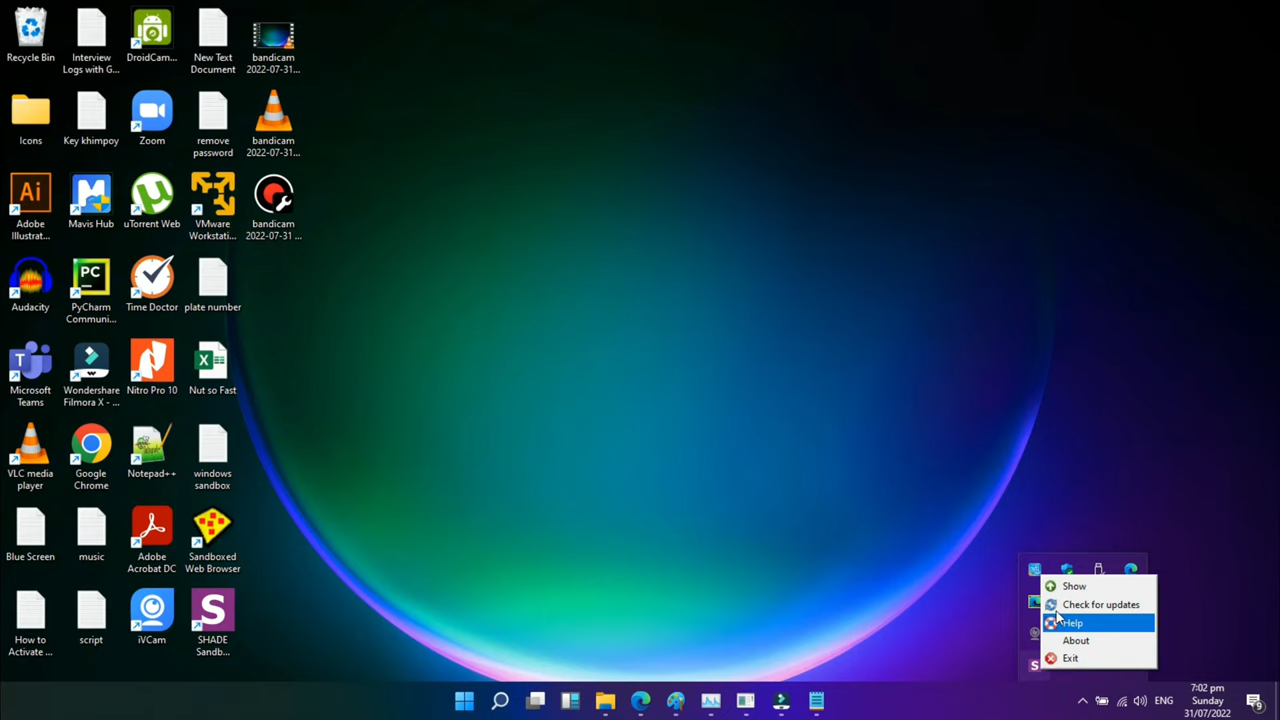 Recycle Bin
Interview
Logs with G...
DroidCam...
New Text
Document
bandicam
2022-07-31...
Icons
Key khimpoy
Zoom
remove
password
bandicam
2022-07-31...
Ai
Adobe
Illustrat...
Mavis Hub
uTorrent Web
VMware
Workstati...
bandicam
2022-07-31 ...
Audacity
PC
PyCharm
Communi...
Time Doctor
plate number
Microsoft
Teams
Wondershare
Filmora X - ...
Nitro Pro 10
Nut so Fast
VLC media
player
Google
Chrome
Notepad++
windows
sandbox
Blue Screen
music
Adobe
Acrobat DC
Sandboxed
Web Browser
How to
Activate ...
script
iVCam
S
SHADE
Sandb...
Show
Check for updates
Help
About
Exit
S
ENG
7:02 pm
Sunday
31/07/2022
9